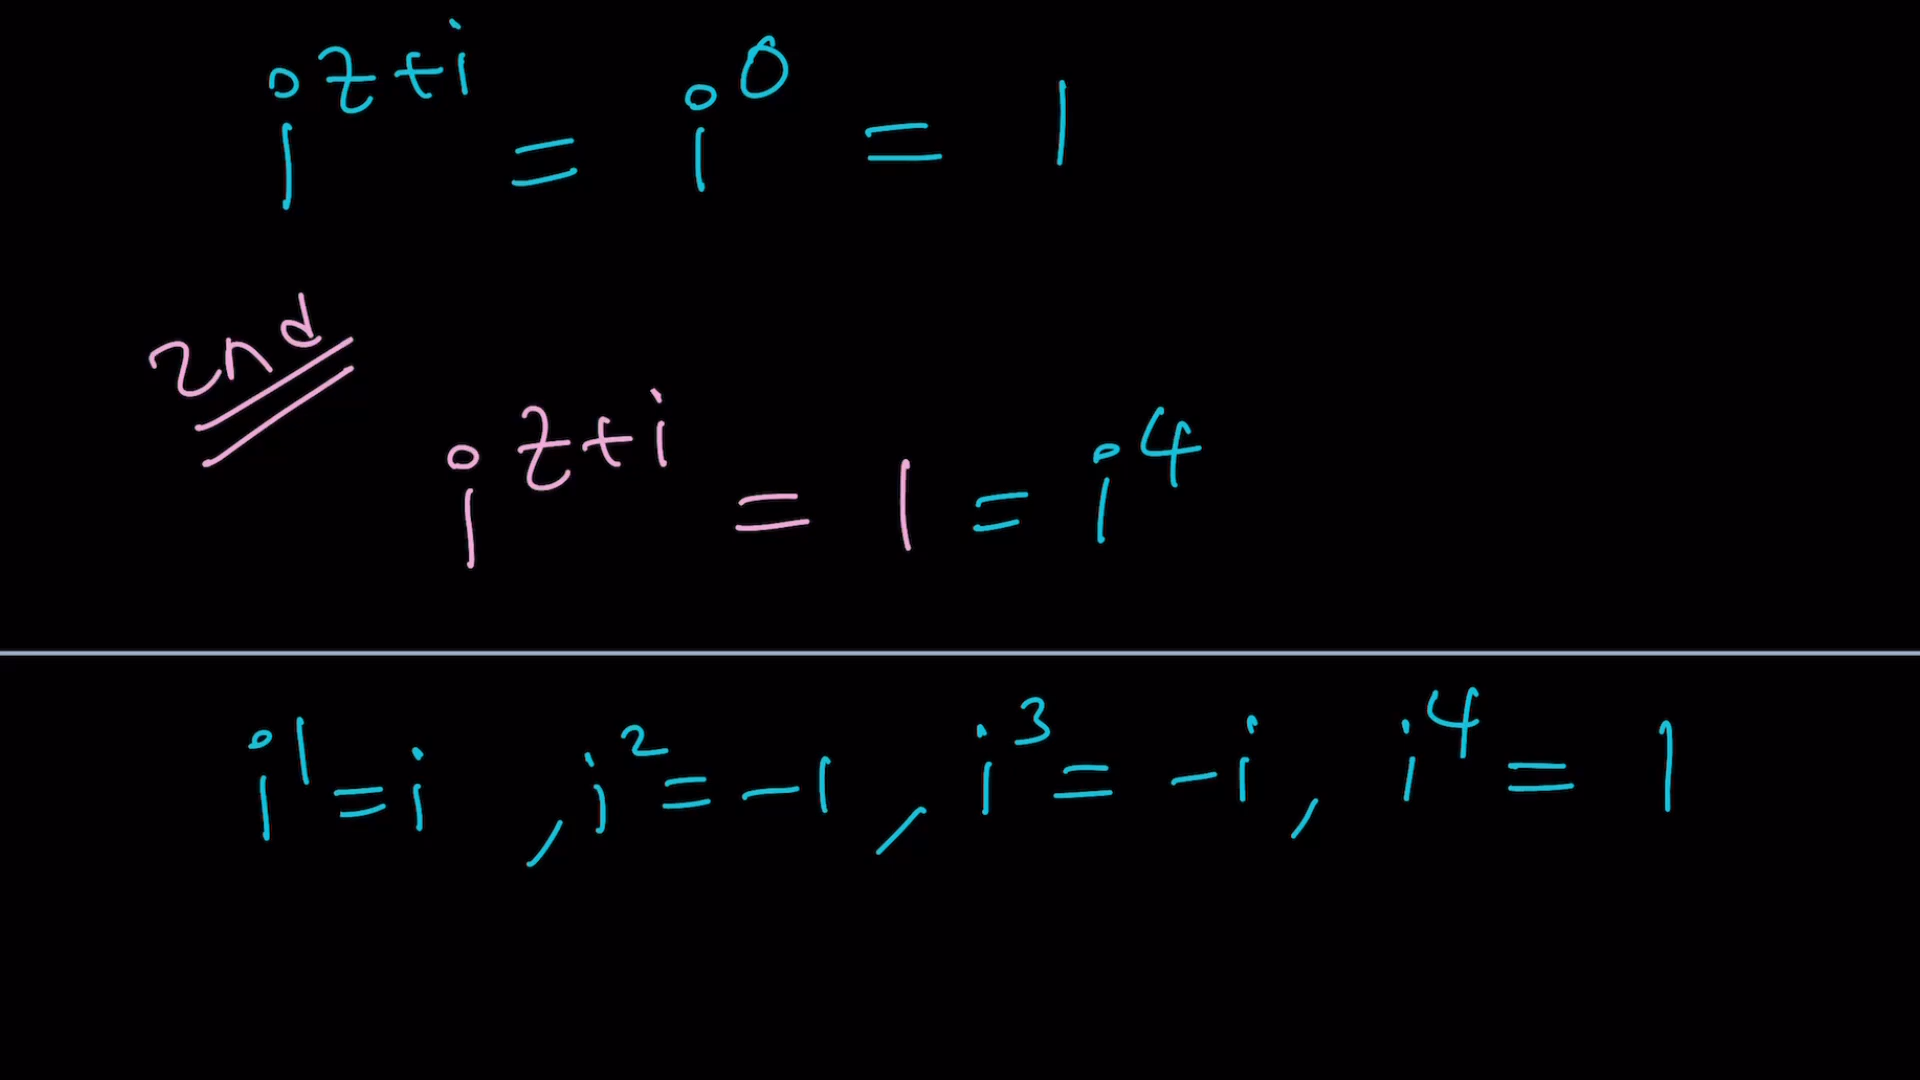 i^{z+i} = i^0 = 1
2nd
i^{z+i} = 1 = i^4
i^1 = i , i^2 = -1 , i^3 = -i , i^4 = 1